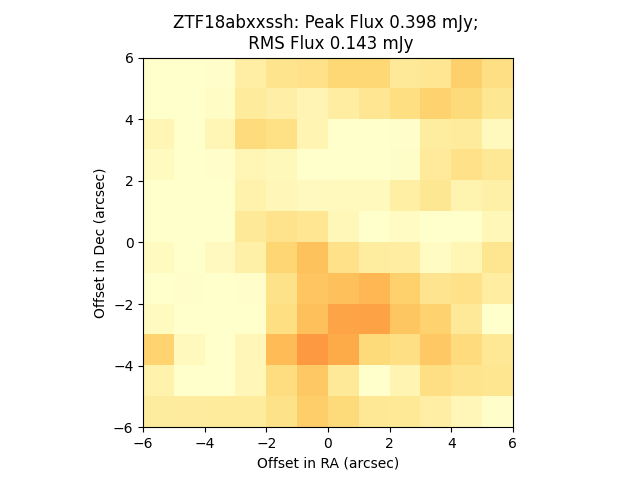 ZTF18abxxssh: Peak Flux 0.398 mJy;
RMS Flux 0.143 mJy
6
4
2
0
−2
−4
−6
Offset in Dec (arcsec)
−6 −4 −2 0 2 4 6
Offset in RA (arcsec)